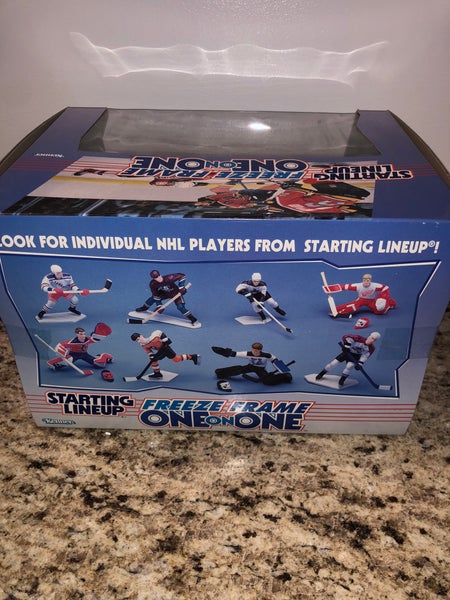 Kenner
FREEZE FRAME
ONE ON ONE
STARTING
LINEUP
LOOK FOR INDIVIDUAL NHL PLAYERS FROM STARTING LINEUP®!
STARTING
LINEUP
FREEZE FRAME
ONE ON ONE
Kenner